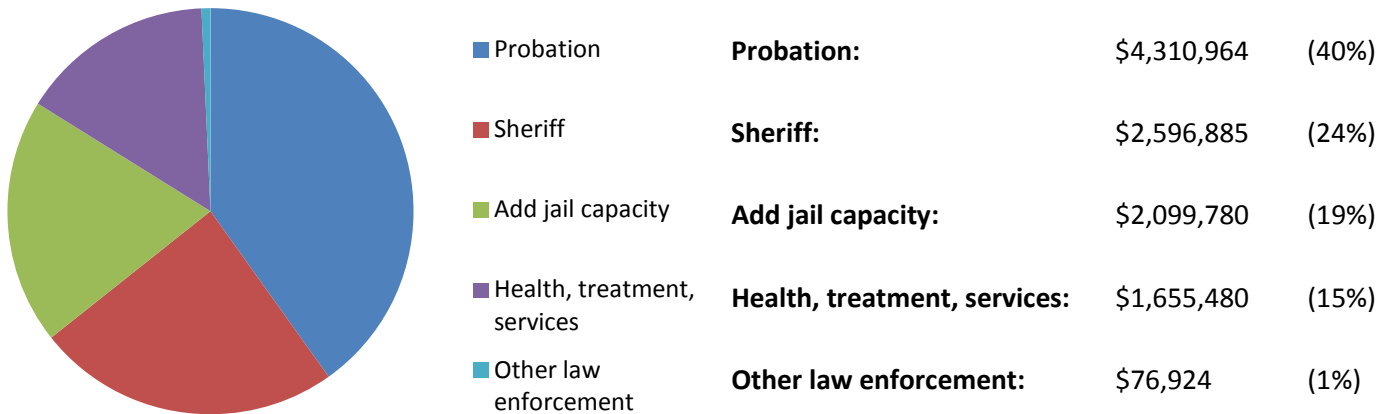 Probation
Probation: $4,310,964 (40%)
Sheriff
Sheriff: $2,596,885 (24%)
Add jail capacity
Add jail capacity: $2,099,780 (19%)
Health, treatment,
services
Health, treatment, services: $1,655,480 (15%)
Other law
enforcement
Other law enforcement: $76,924 (1%)